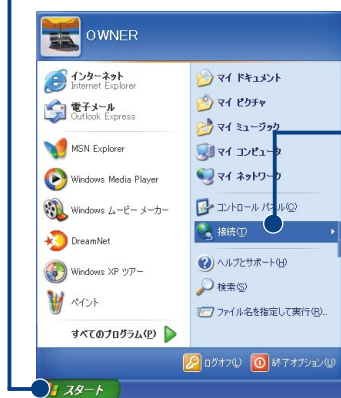 OWNER
インターネット
Internet Explorer
電子メール
Outlook Express
MSN Explorer
Windows Media Player
Windows ムービー メーカー
DreamNet
Windows XP ツアー
ペイント
すべてのプログラム(P)
マイ ドキュメント
マイ ピクチャ
マイ ミュージック
マイ コンピュータ
マイ ネットワーク
コントロール パネル(C)
接続(T)
ヘルプとサポート(H)
検索(S)
ファイル名を指定して実行(R)...
ログオフ(L)
終了オプション(U)
スタート